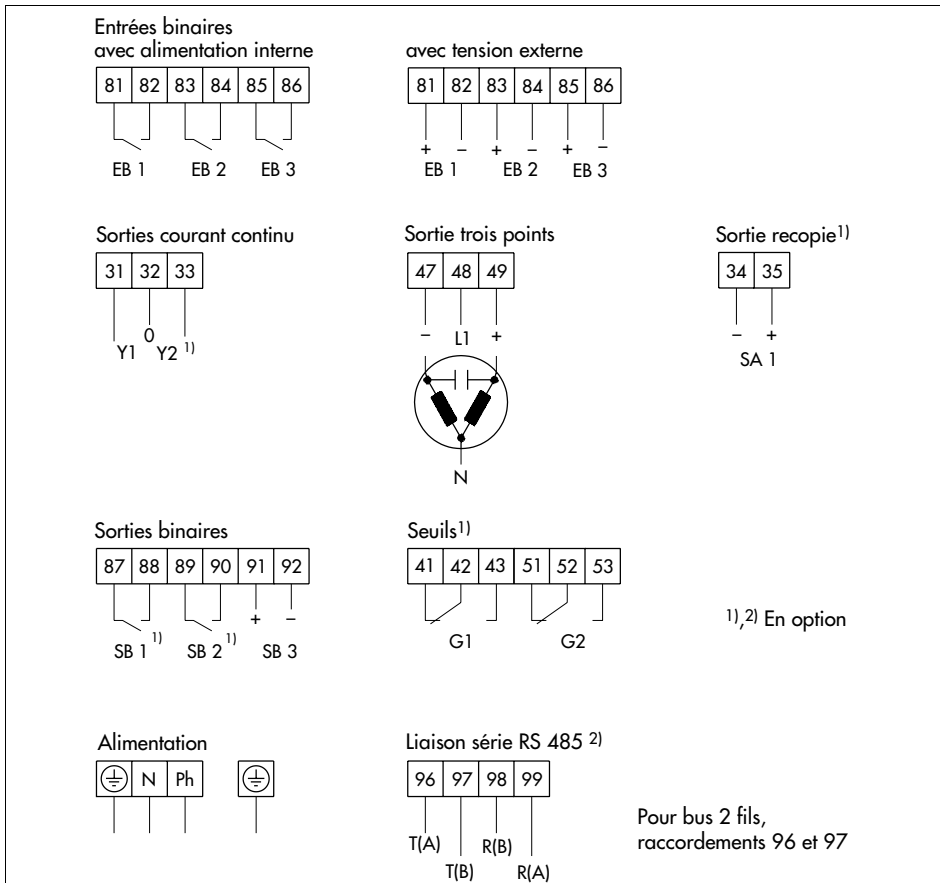 Entrées binaires
avec alimentation interne
81 82 83 84 85 86
EB 1 EB 2 EB 3
avec tension externe
81 82 83 84 85 86
+ − + − + −
EB 1 EB 2 EB 3
Sorties courant continu
31 32 33
Y1 0 Y2 1)
Sortie trois points
47 48 49
− L1 +
N
Sortie recopie1)
34 35
− +
SA 1
Sorties binaires
87 88 89 90 91 92
+ −
SB 1 1) SB 2 1) SB 3
Seuils1)
41 42 43 51 52 53
G1 G2
1),2) En option
Alimentation
N Ph
Liaison série RS 485 2)
96 97 98 99
T(A) R(B)
T(B) R(A)
Pour bus 2 fils,
raccordements 96 et 97